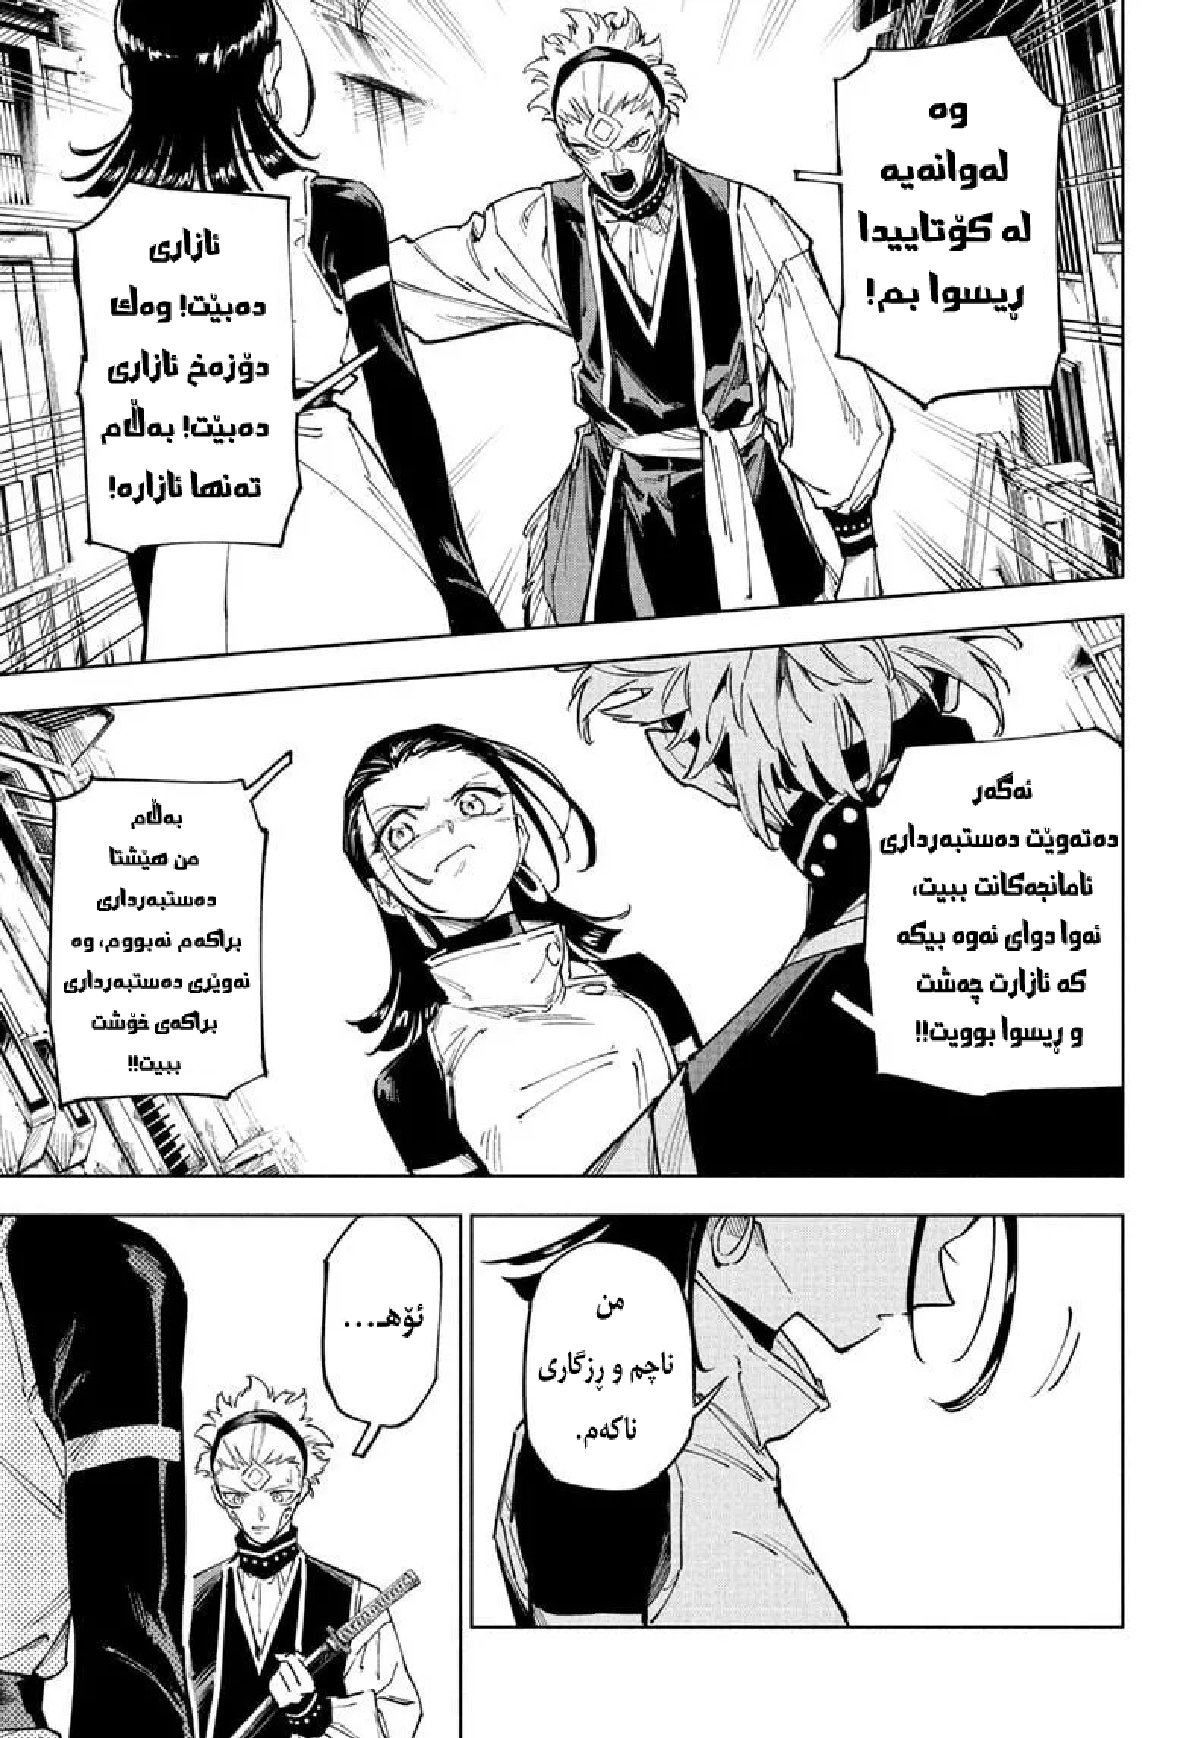 وە
لەوانەیە
لە کۆتاییدا
ڕیسوا بم!
ئازاری
دەبێت! وەک
دۆزەخ ئازاری
دەبێت! بەڵام
تەنها ئازارە!
ئەگەر
دەتەوێت دەستبەرداری
ئامانجەکانت ببیت،
ئەوا دوای ئەوە بیکە
کە ئازارت چەشت
و ڕیسوا بوویت!!
بەڵام
من هێشتا
دەستبەرداری
براکەم نەبووم، وە
نەوێری دەستبەرداری
براکەی خۆشت
ببیت!!
من
ناچم و ڕزگاری
ناکەم.
ئۆهـ...